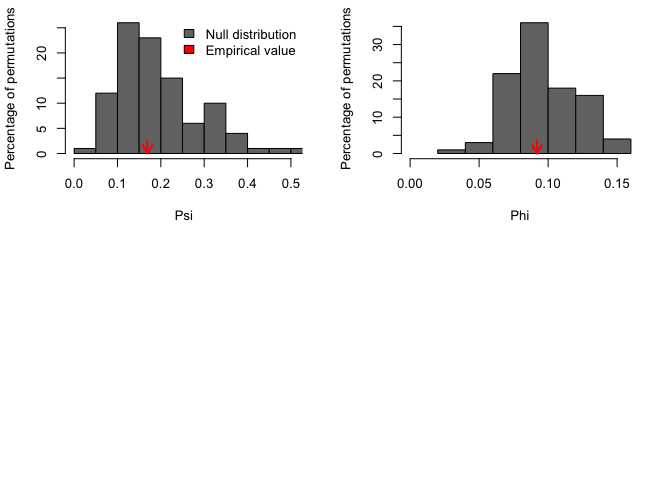 Percentage of permutations
0
5
10
20
Null distribution
Empirical value
0.0 0.1 0.2 0.3 0.4 0.5
Psi
Percentage of permutations
0
10
20
30
0.00 0.05 0.10 0.15
Phi